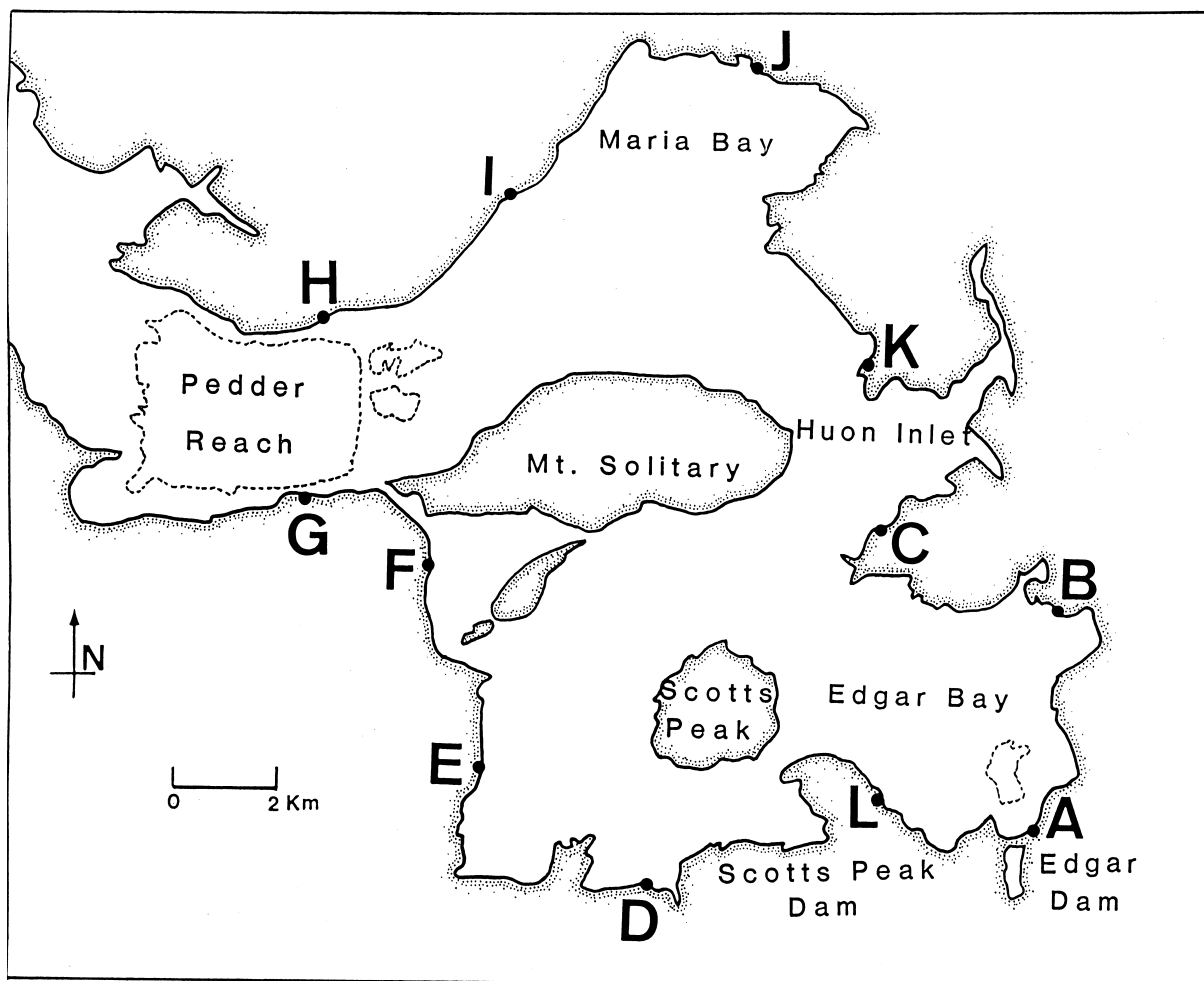 J
Maria Bay
I
H
K
Pedder
Reach
Huon Inlet
Mt. Solitary
G
C
F
B
N
Scotts
Peak
Edgar Bay
E
0 2 Km
L
A
Scotts Peak
Dam
Edgar
Dam
D